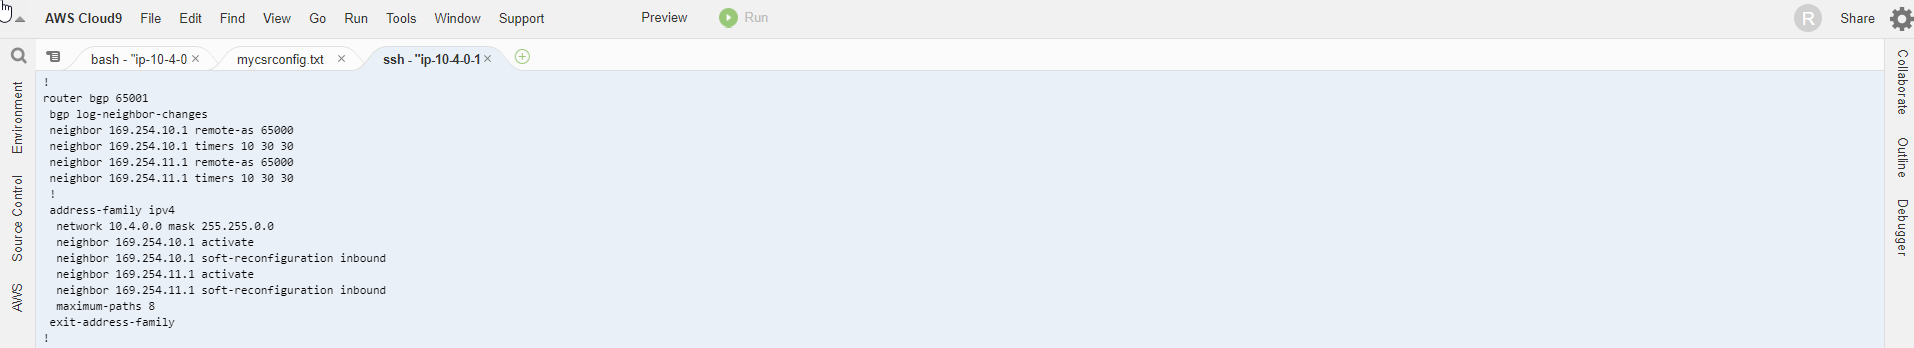 AWS Cloud9 File Edit Find View Go Run Tools Window Support Preview Run R Share
bash - "ip-10-4-0 × mycsrconfig.txt × ssh - "ip-10-4-0-1 ×
Environment
Source Control
AWS
!
router bgp 65001
bgp log-neighbor-changes
neighbor 169.254.10.1 remote-as 65000
neighbor 169.254.10.1 timers 10 30 30
neighbor 169.254.11.1 remote-as 65000
neighbor 169.254.11.1 timers 10 30 30
!
address-family ipv4
network 10.4.0.0 mask 255.255.0.0
neighbor 169.254.10.1 activate
neighbor 169.254.10.1 soft-reconfiguration inbound
neighbor 169.254.11.1 activate
neighbor 169.254.11.1 soft-reconfiguration inbound
maximum-paths 8
exit-address-family
!
Collaborate
Outline
Debugger